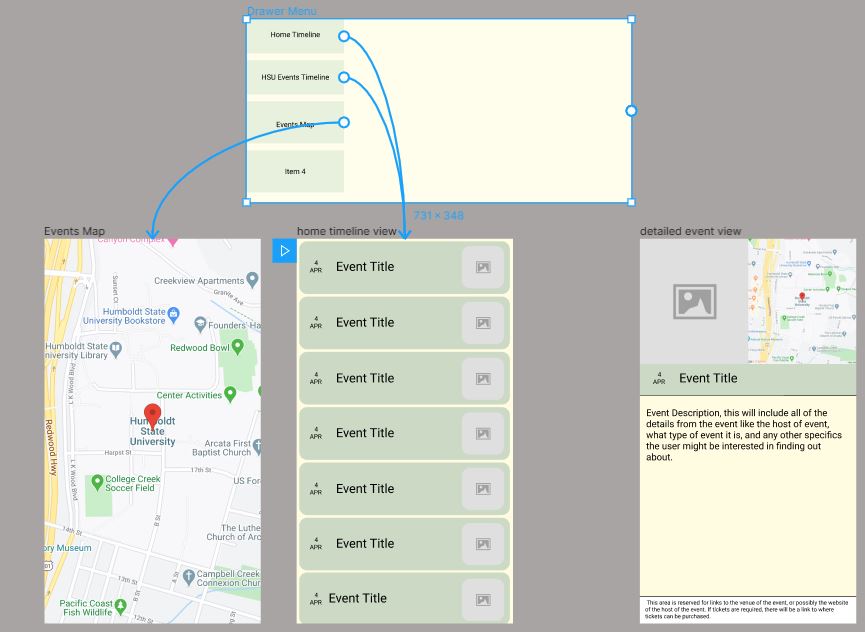 Drawer Menu
Home Timeline
HSU Events Timeline
Events Map
Item 4
731 × 348
Events Map
Canyon Complex
Creekview Apartments
Granite Ave
Sunset Ct
Humboldt State
University Bookstore
Founders' Ha
Humboldt State
niversity Library
Redwood Bowl
L K Wood Blvd
Center Activities
Humboldt
State
University
Redwood Hwy
Harpst St
Arcata First
Baptist Church
L K Wood Blvd
17th St
College Creek
Soccer Field
US For
B St
14th St
The Luthe
Church of Arc
ory Museum
13th St
A St
Campbell Creek
Connexion Chur
B St
Pacific Coast
Fish Wildlife
12th St
home timeline view
4
APR
Event Title
4
APR
Event Title
4
APR
Event Title
4
APR
Event Title
4
APR
Event Title
4
APR
Event Title
4
APR
Event Title
detailed event view
4
APR
Event Title
Event Description, this will include all of the
details from the event like the host of event,
what type of event it is, and any other specifics
the user might be interested in finding out
about.
This area is reserved for links to the venue of the event, or possibly the website
of the host of the event. If tickets are required, there will be a link to where
tickets can be purchased.